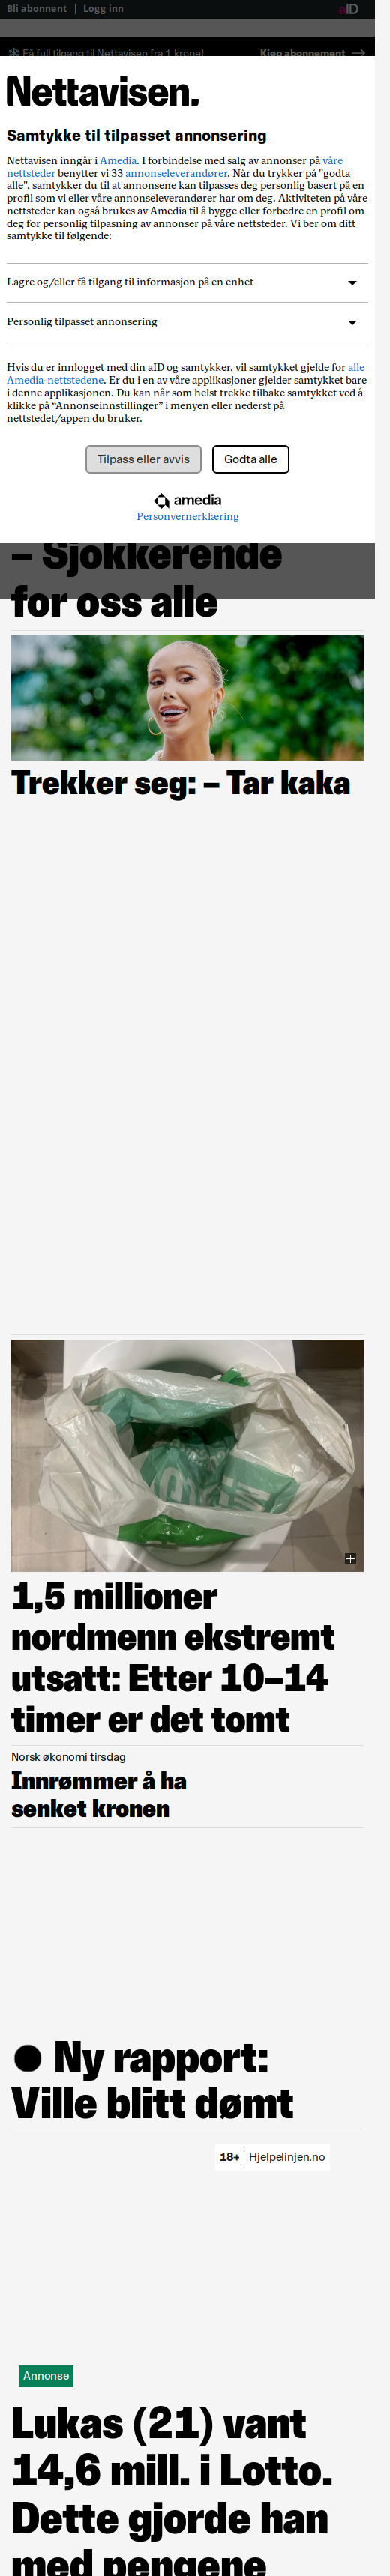 Bli abonnent | Logg inn
aID
Få full tilgang til Nettavisen fra 1 krone!
Kjøp abonnement
Nettavisen.
Samtykke til tilpasset annonsering
Nettavisen inngår i Amedia. I forbindelse med salg av annonser på våre
nettsteder benytter vi 33 annonseleverandører. Når du trykker på "godta
alle", samtykker du til at annonsene kan tilpasses deg personlig basert på en
profil som vi eller våre annonseleverandører har om deg. Aktiviteten på våre
nettsteder kan også brukes av Amedia til å bygge eller forbedre en profil om
deg for personlig tilpasning av annonser på våre nettsteder. Vi ber om ditt
samtykke til følgende:
Lagre og/eller få tilgang til informasjon på en enhet
Personlig tilpasset annonsering
Hvis du er innlogget med din aID og samtykker, vil samtykket gjelde for alle
Amedia-nettstedene. Er du i en av våre applikasjoner gjelder samtykket bare
i denne applikasjonen. Du kan når som helst trekke tilbake samtykket ved å
klikke på “Annonseinnstillinger” i menyen eller nederst på
nettstedet/appen du bruker.
Tilpass eller avvis
Godta alle
amedia
Personvernerklæring
– Sjokkerende
for oss alle
Trekker seg: – Tar kaka
1,5 millioner
nordmenn ekstremt
utsatt: Etter 10–14
timer er det tomt
Norsk økonomi tirsdag
Innrømmer å ha
senket kronen
Ny rapport:
Ville blitt dømt
18+ | Hjelpelinjen.no
Annonse
Lukas (21) vant
14,6 mill. i Lotto.
Dette gjorde han
med pengene